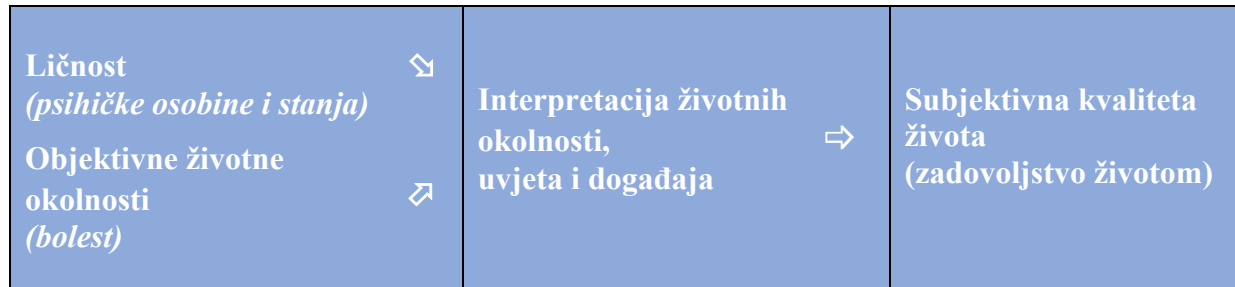 Ličnost ⬂
(psihičke osobine i stanja)
Objektivne životne
okolnosti ⬀
(bolest)
Interpretacija životnih
okolnosti, ⇨
uvjeta i događaja
Subjektivna kvaliteta
života
(zadovoljstvo životom)